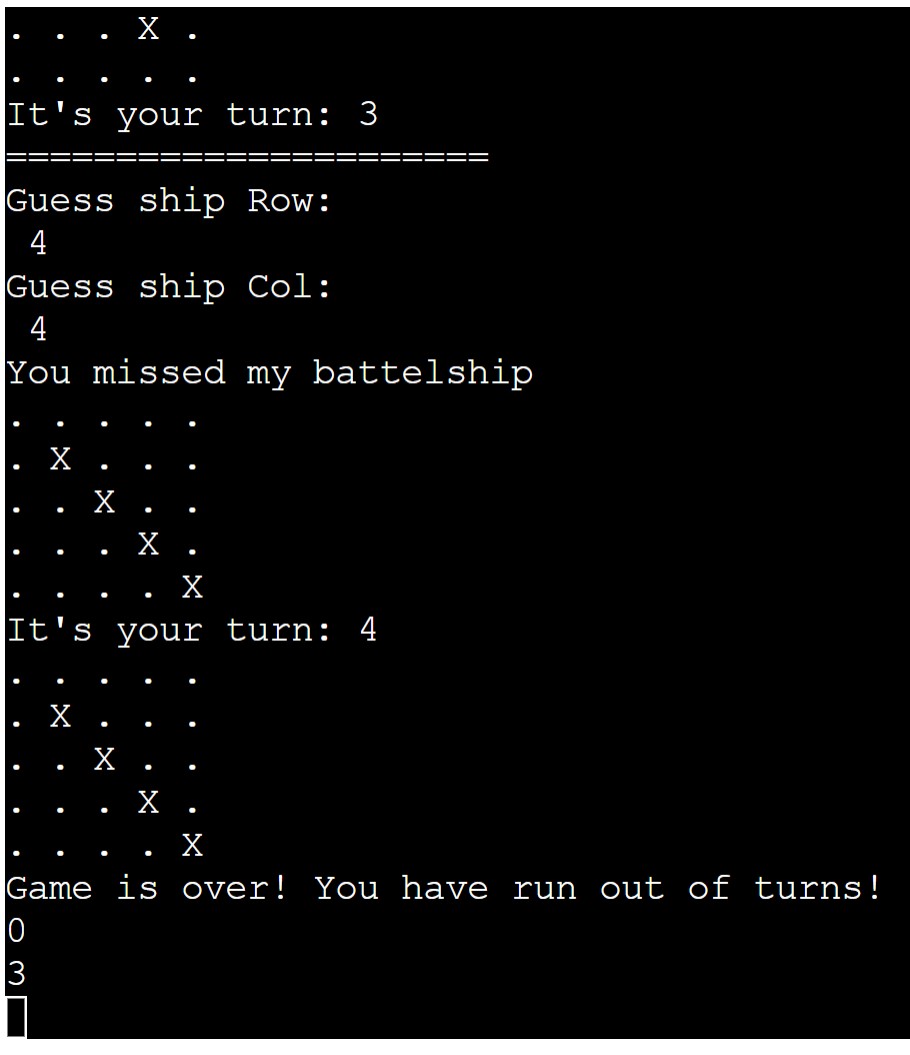 . . . X .
. . . . .
It's your turn: 3
======================
Guess ship Row:
 4
Guess ship Col:
 4
You missed my battelship
. . . . .
. X . . .
. . X . .
. . . X .
. . . . X
It's your turn: 4
. . . . .
. X . . .
. . X . .
. . . X .
. . . . X
Game is over! You have run out of turns!
0
3